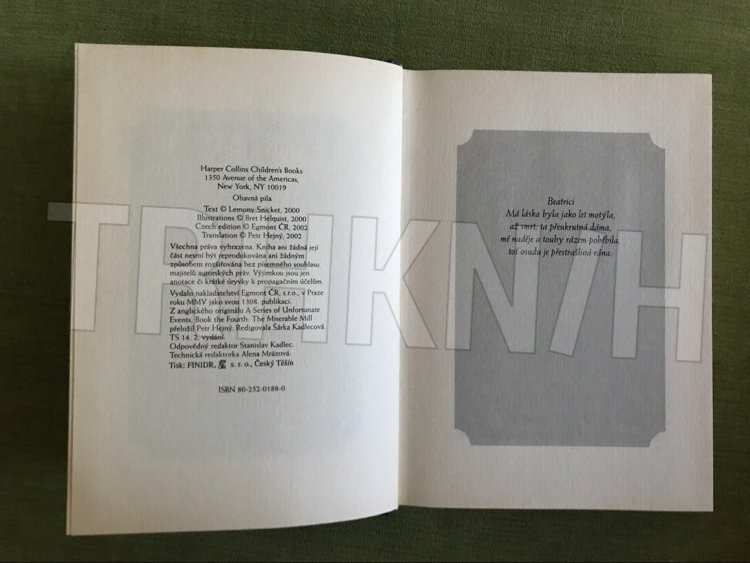 Harper Collins Children's Books
1350 Avenue of the Americas,
New York, NY 10019
Ohavná pila
Text © Lemony Snicket, 2000
Illustrations © Bret Helquist, 2000
Czech edition © Egmont ČR, 2002
Translation © Petr Hejný, 2002
Všechna práva vyhrazena. Kniha ani žádná její
část nesmí být reprodukována ani žádným
způsobem rozšiřována bez písemného souhlasu
majitelů autorských práv. Výjimkou jsou jen
anotace či krátké úryvky k propagačním účelům.
Vydalo nakladatelství Egmont ČR, s.r.o., v Praze
roku MMV jako svou 1308. publikaci.
Z anglického originálu A Series of Unfortunate
Events, Book the Fourth: The Miserable Mill
přeložil Petr Hejný. Redigovala Šárka Kadlecová.
TS 14. 2. vydání.
Odpovědný redaktor Stanislav Kadlec.
Technická redaktorka Alena Mrázová.
Tisk: FINIDR, s. r. o., Český Těšín
ISBN 80-252-0188-0
Beatrici
Má láska byla jako let motýla,
až smrt, ta přeukrutná dáma,
mé naděje a touhy rázem pohřbila,
toť osudu je přestrašlivá rána.